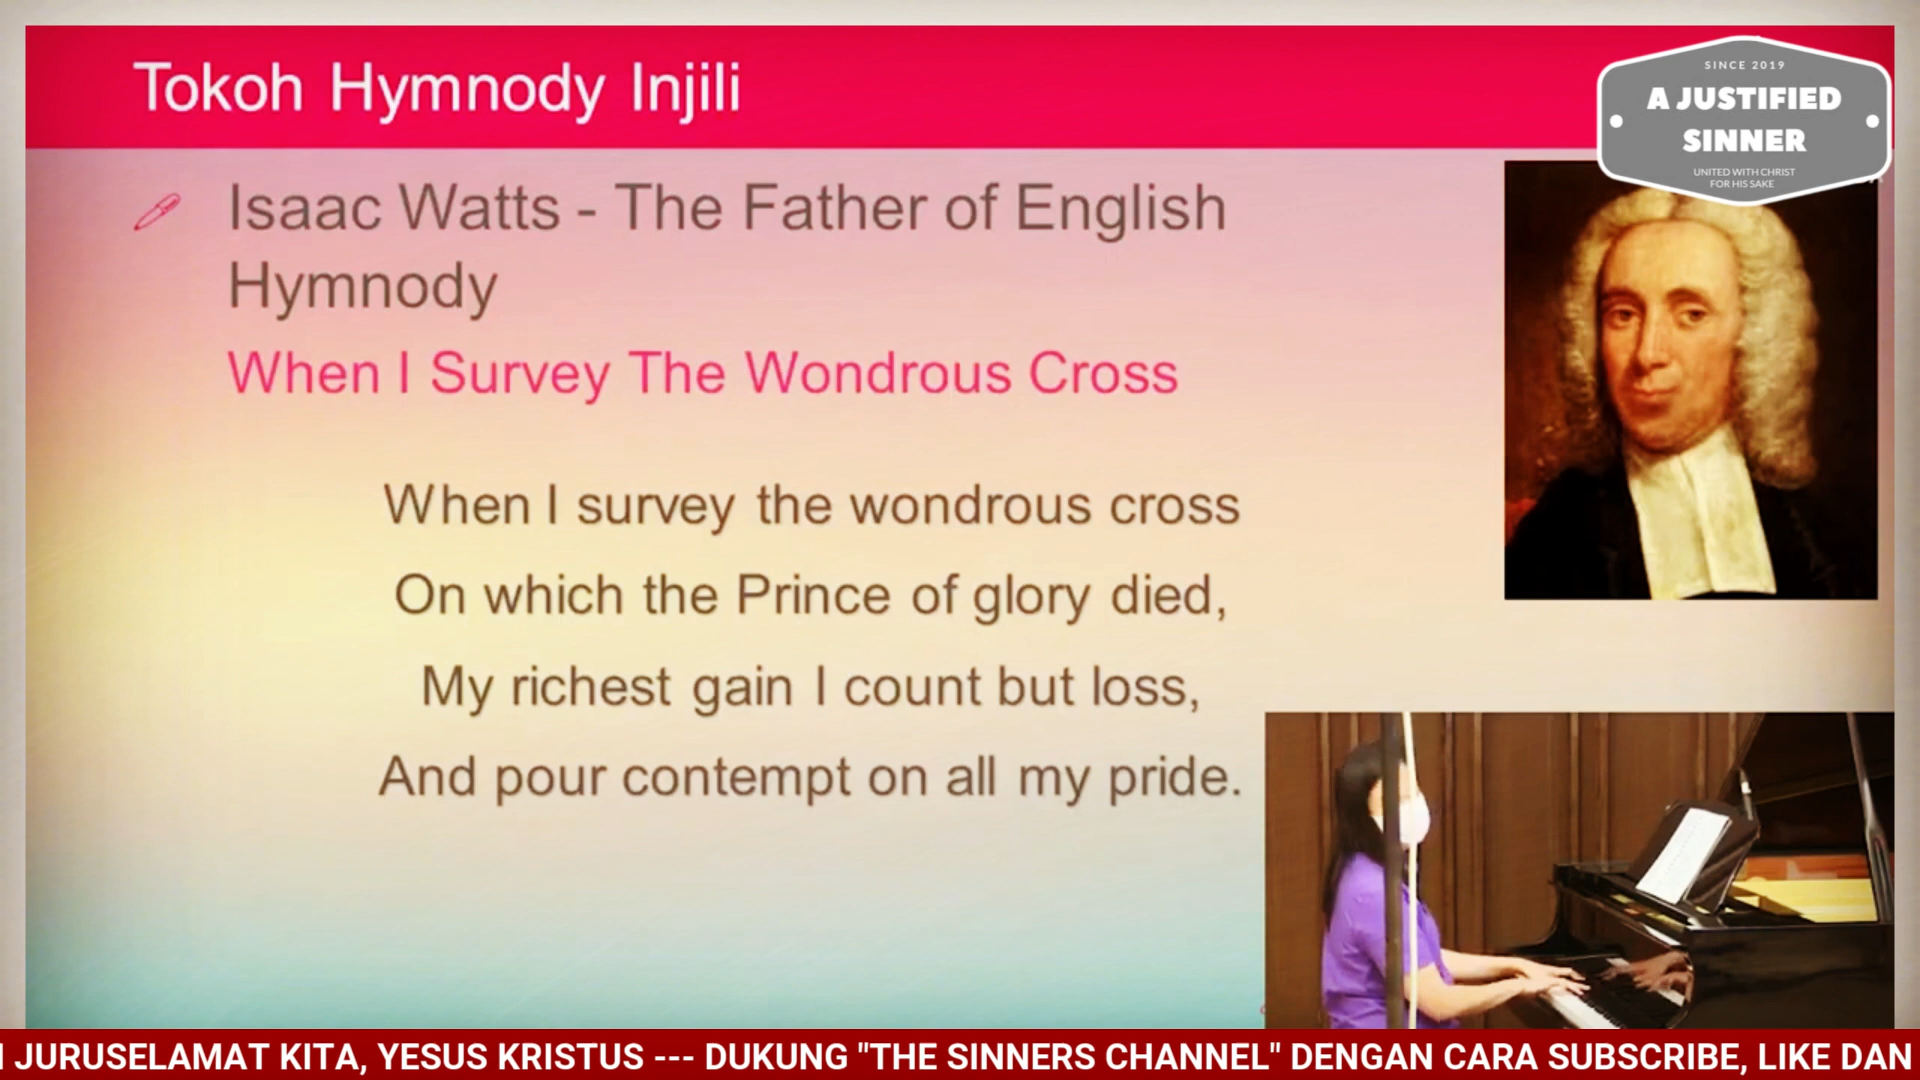 Tokoh Hymnody Injili
SINCE 2019
A JUSTIFIED
SINNER
UNITED WITH CHRIST
FOR HIS SAKE
Isaac Watts - The Father of English
Hymnody
When I Survey The Wondrous Cross
When I survey the wondrous cross
On which the Prince of glory died,
My richest gain I count but loss,
And pour contempt on all my pride.
JURUSELAMAT KITA, YESUS KRISTUS --- DUKUNG "THE SINNERS CHANNEL" DENGAN CARA SUBSCRIBE, LIKE DAN